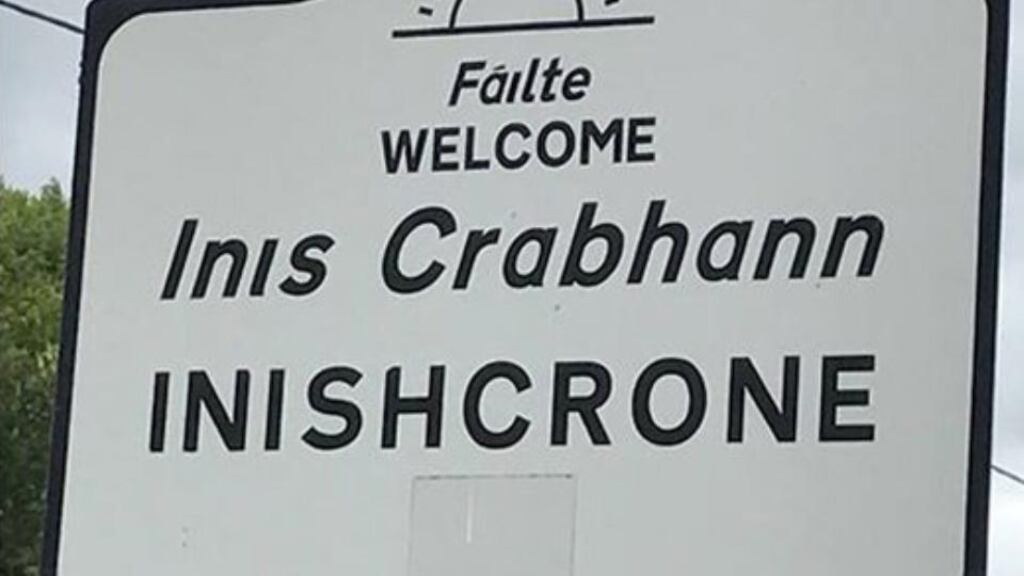 Fáilte
WELCOME
Inis Crabhann
INISHCRONE